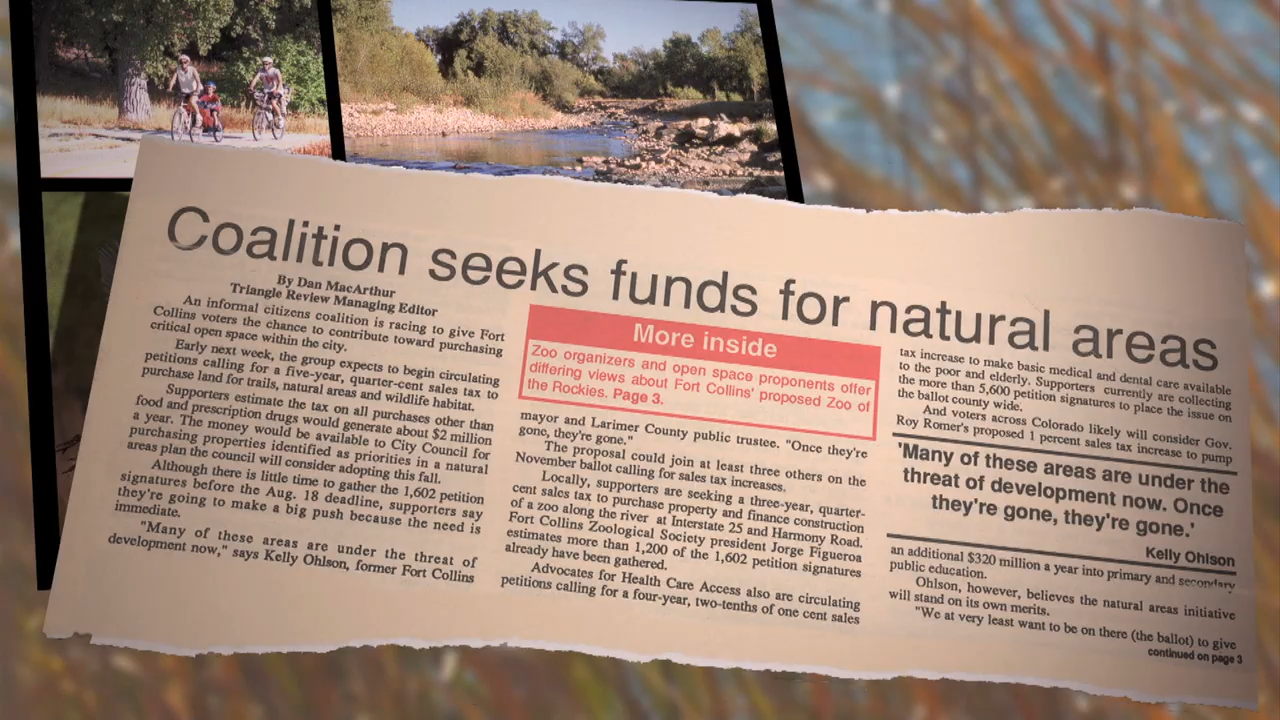 Coalition seeks funds for natural areas
By Dan MacArthur
Triangle Review Managing Editor
An informal citizens coalition is racing to give Fort
Collins voters the chance to contribute toward purchasing
critical open space within the city.
Early next week, the group expects to begin circulating
petitions calling for a five-year, quarter-cent sales tax to
purchase land for trails, natural areas and wildlife habitat.
Supporters estimate the tax on all purchases other than
food and prescription drugs would generate about $2 million
a year. The money would be available to City Council for
purchasing properties identified as priorities in a natural
areas plan the council will consider adopting this fall.
Although there is little time to gather the 1,602 petition
signatures before the Aug. 18 deadline, supporters say
they're going to make a big push because the need is
immediate.
"Many of these areas are under the threat of
development now," says Kelly Ohlson, former Fort Collins
More inside
Zoo organizers and open space proponents offer
differing views about Fort Collins' proposed Zoo of
the Rockies. Page 3.
mayor and Larimer County public trustee. "Once they're
gone, they're gone."
The proposal could join at least three others on the
November ballot calling for sales tax increases.
Locally, supporters are seeking a three-year, quarter-
cent sales tax to purchase property and finance construction
of a zoo along the river at Interstate 25 and Harmony Road.
Fort Collins Zoological Society president Jorge Figueroa
estimates more than 1,200 of the 1,602 petition signatures
already have been gathered.
Advocates for Health Care Access also are circulating
petitions calling for a four-year, two-tenths of one cent sales
tax increase to make basic medical and dental care available
to the poor and elderly. Supporters currently are collecting
the more than 5,600 petition signatures to place the issue on
the ballot county wide.
And voters across Colorado likely will consider Gov.
Roy Romer's proposed 1 percent sales tax increase to pump
'Many of these areas are under the
threat of development now. Once
they're gone, they're gone.'
Kelly Ohlson
an additional $320 million a year into primary and secondary
public education.
Ohlson, however, believes the natural areas initiative
will stand on its own merits.
"We at very least want to be on there (the ballot) to give
continued on page 3